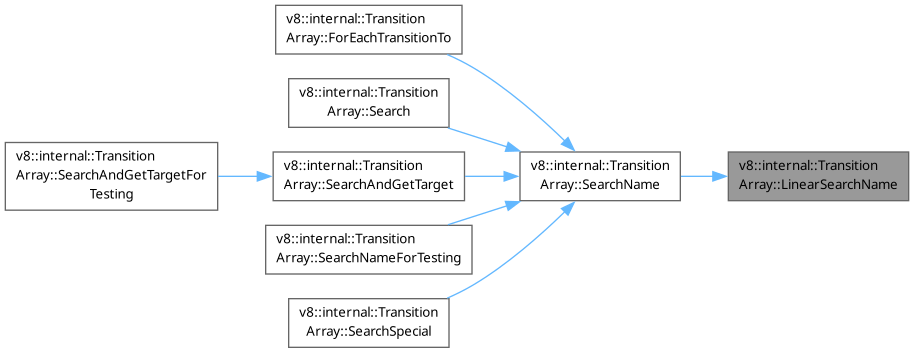 v8::internal::Transition
Array::ForEachTransitionTo
v8::internal::Transition
Array::Search
v8::internal::Transition
Array::SearchAndGetTargetFor
Testing
v8::internal::Transition
Array::SearchAndGetTarget
v8::internal::Transition
Array::SearchName
v8::internal::Transition
Array::LinearSearchName
v8::internal::Transition
Array::SearchNameForTesting
v8::internal::Transition
Array::SearchSpecial